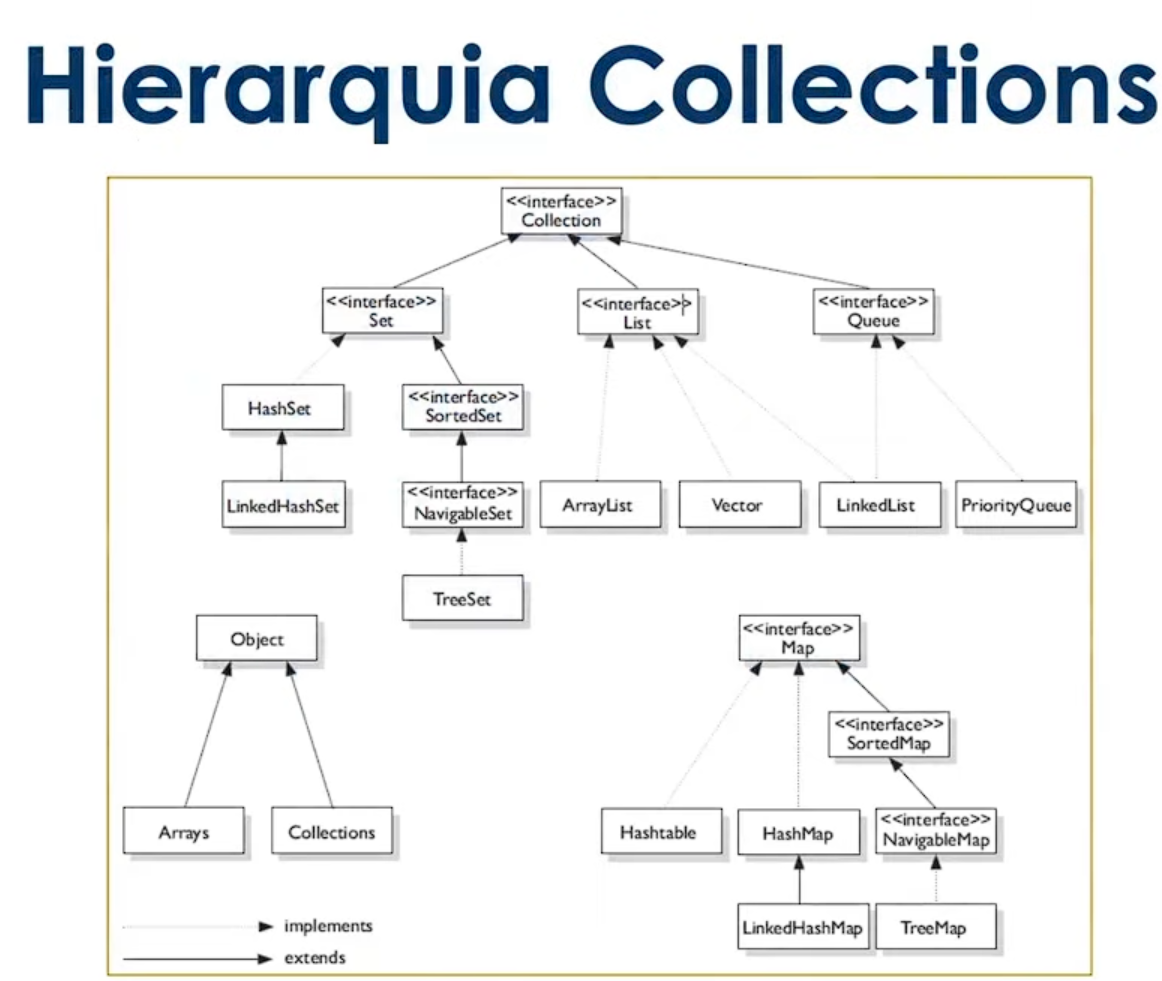 Hierarquia Collections
<<interface>>
Collection
<<interface>>
Set
<<interface>>
List
<<interface>>
Queue
HashSet
<<interface>>
SortedSet
LinkedHashSet
<<interface>>
NavigableSet
ArrayList
Vector
LinkedList
PriorityQueue
TreeSet
Object
<<interface>>
Map
<<interface>>
SortedMap
Arrays
Collections
Hashtable
HashMap
<<interface>>
NavigableMap
LinkedHashMap
TreeMap
implements
extends